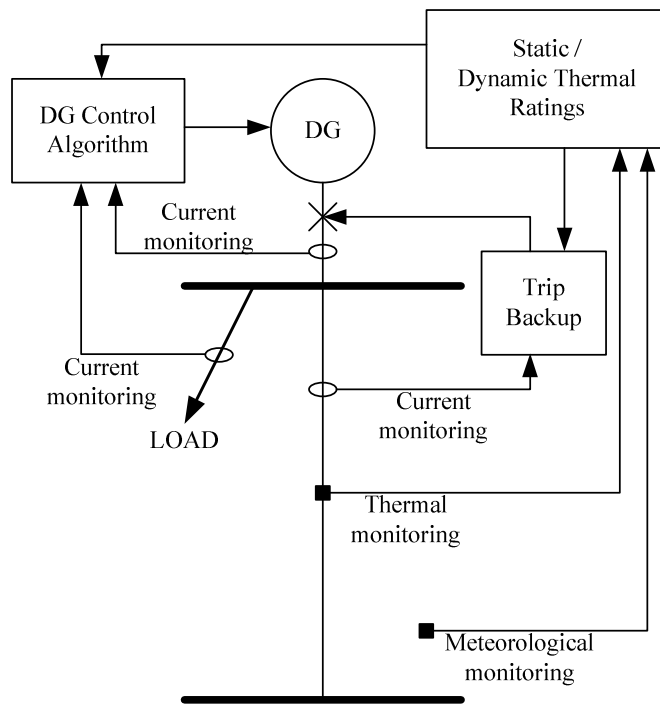 Static /
Dynamic Thermal
Ratings
DG Control
Algorithm
DG
Current
monitoring
Trip
Backup
Current
monitoring
Current
monitoring
LOAD
Thermal
monitoring
Meteorological
monitoring